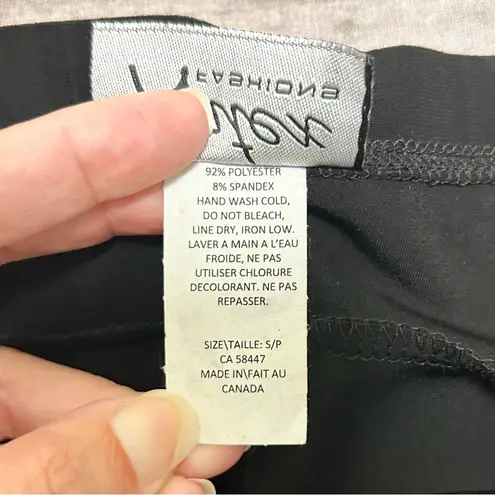 FASHIONS
92% POLYESTER
8% SPANDEX
HAND WASH COLD,
DO NOT BLEACH,
LINE DRY, IRON LOW.
LAVER A MAIN A L'EAU
FROIDE, NE PAS
UTILISER CHLORURE
DECOLORANT. NE PAS
REPASSER.
SIZE\TAILLE: S/P
CA 58447
MADE IN\FAIT AU
CANADA